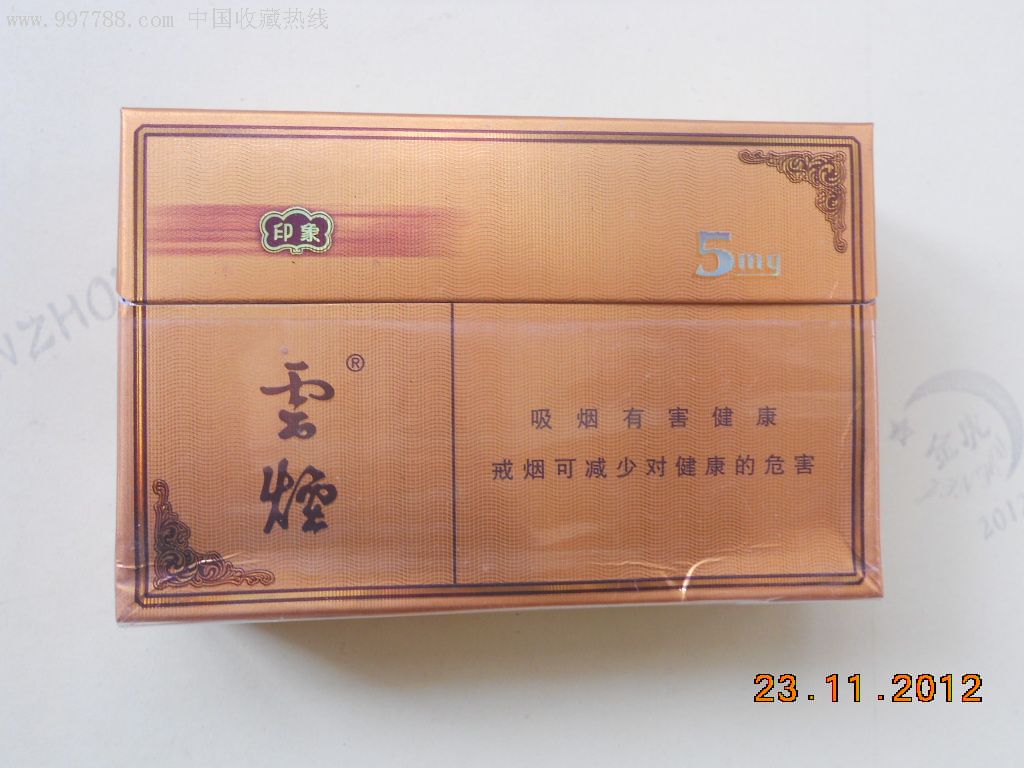 www.997788.com 中国收藏热线
印象
5mg
雲煙®
吸烟有害健康
戒烟可减少对健康的危害
23.11.2012